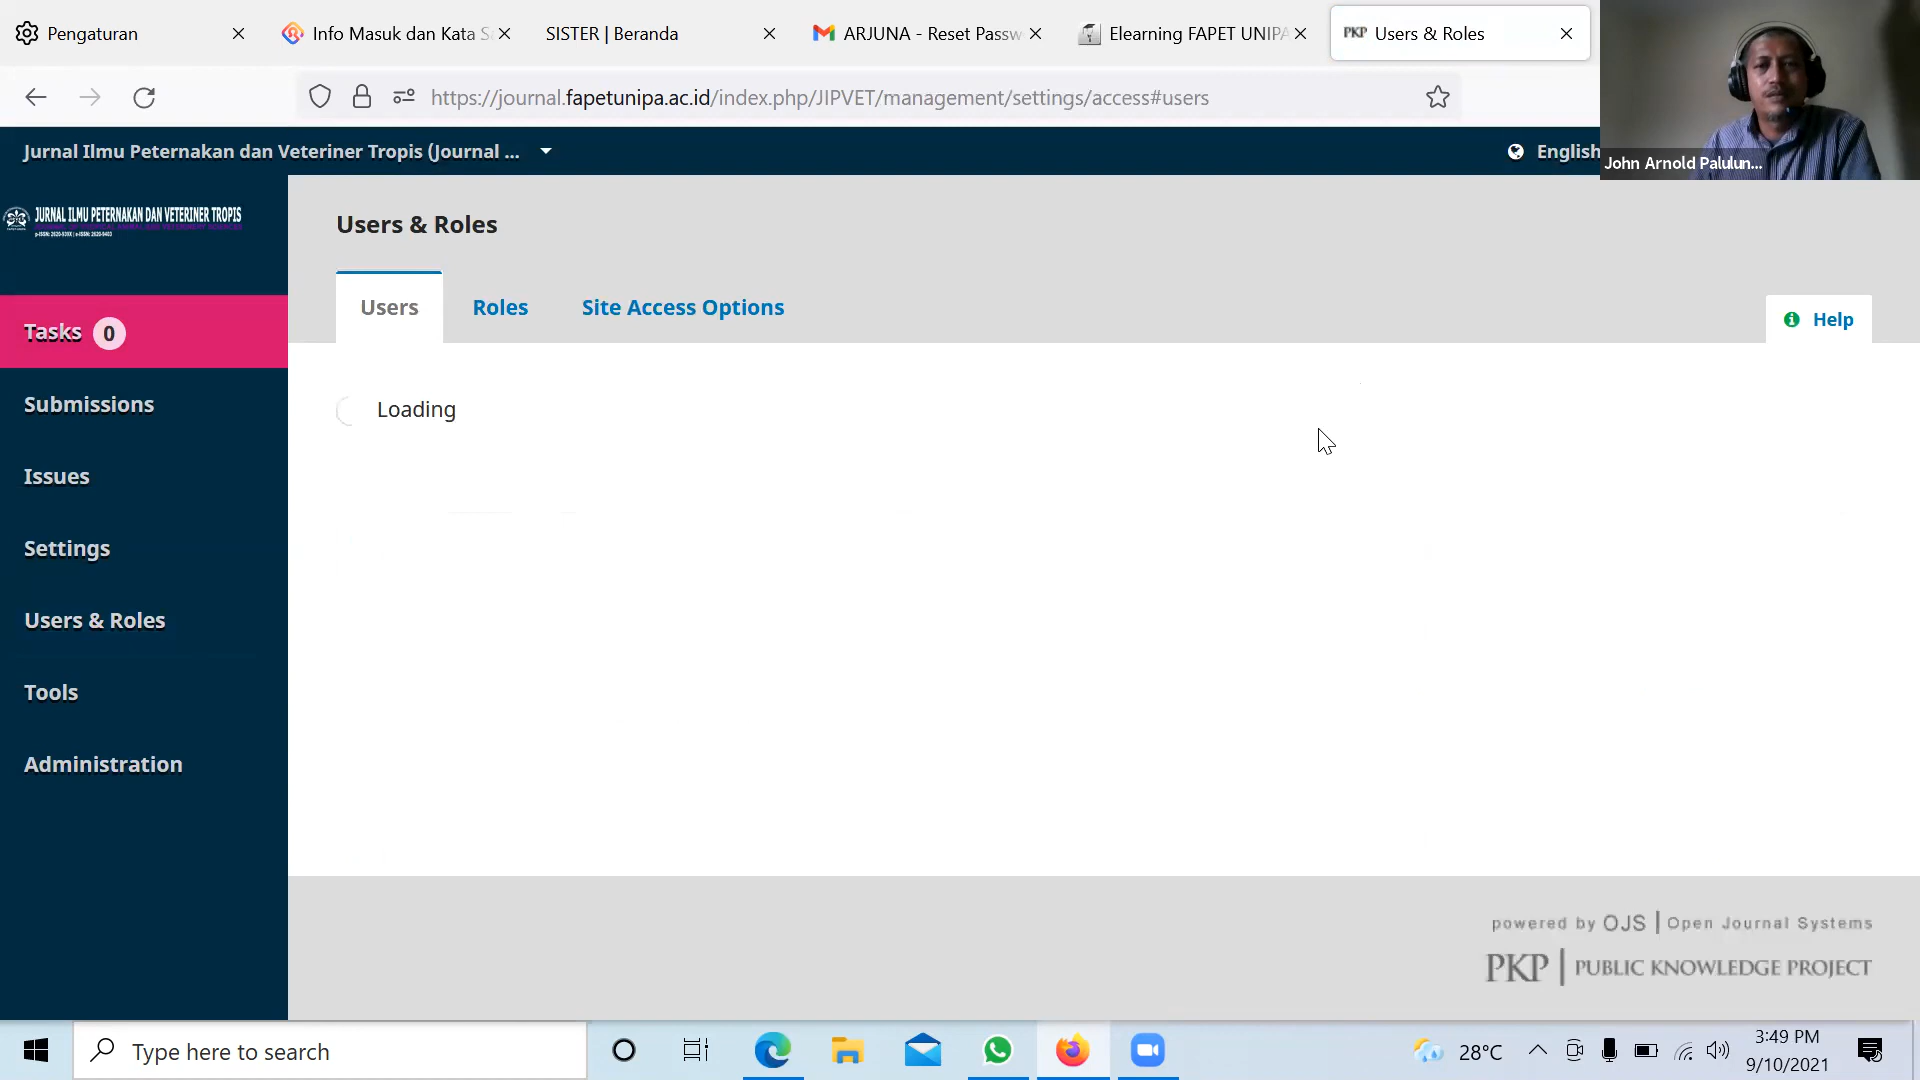 Pengaturan
Info Masuk dan Kata S
SISTER | Beranda
ARJUNA - Reset Passw
Elearning FAPET UNIPA
PKP Users & Roles
https://journal.fapetunipa.ac.id/index.php/JIPVET/management/settings/access#users
John Arnold Palulun...
Jurnal Ilmu Peternakan dan Veteriner Tropis (Journal ...
English
JURNAL ILMU PETERNAKAN DAN VETERINER TROPIS
Users & Roles
Users
Roles
Site Access Options
Help
Tasks 0
Submissions
Issues
Settings
Users & Roles
Tools
Administration
Loading
powered by OJS | Open Journal Systems
PKP | PUBLIC KNOWLEDGE PROJECT
Type here to search
28°C
3:49 PM
9/10/2021